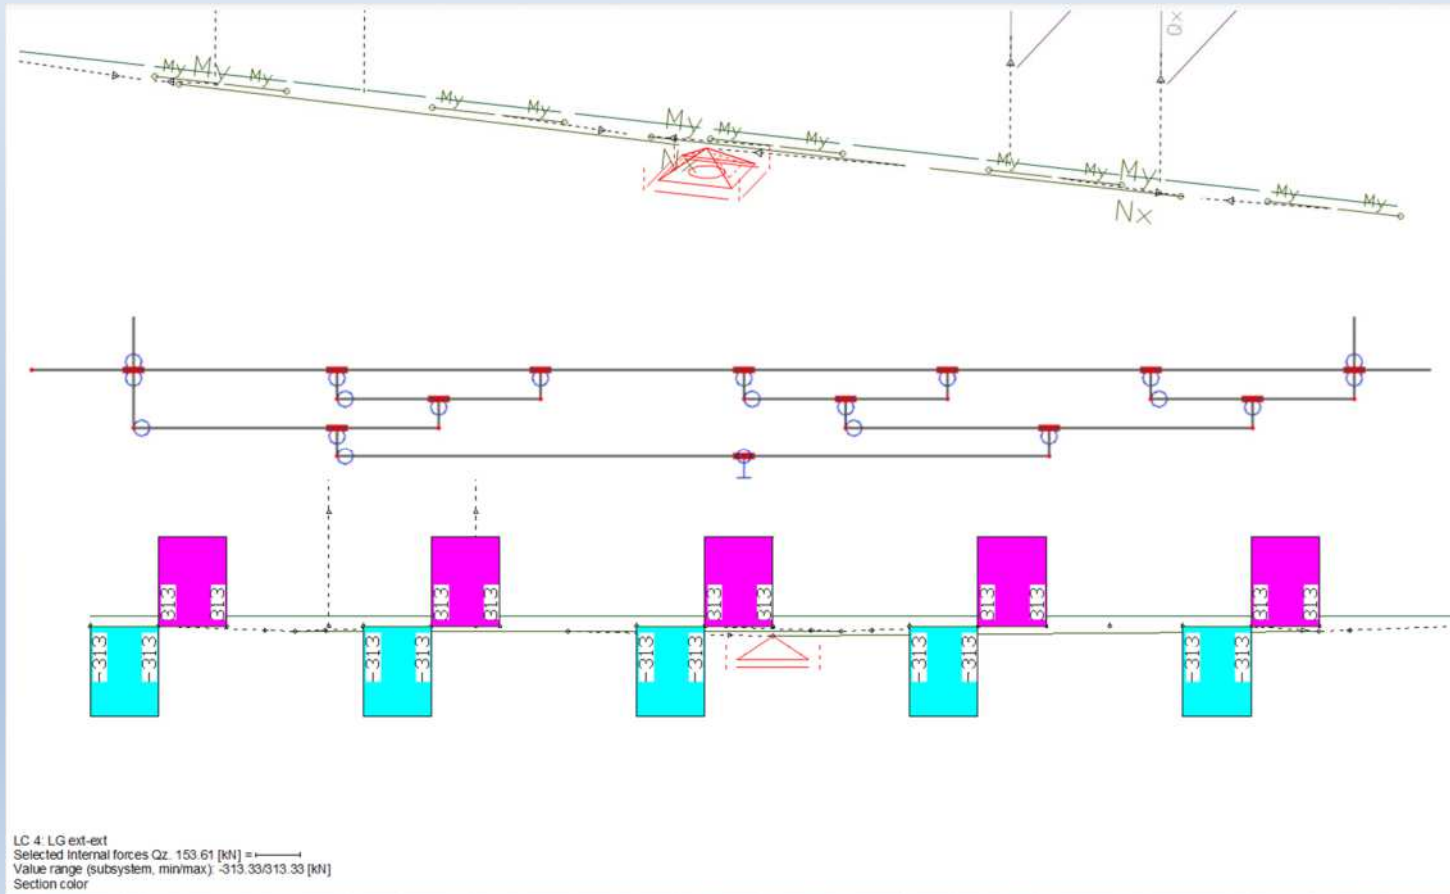 Qx
My My My
My My
My My My
Nx
My My My
Nx
My My
313 313 313 313 313 313 313 313 313 313
-313 -313 -313 -313 -313 -313 -313 -313 -313 -313
LC 4: LG ext-ext
Selected Internal forces Qz. 153.61 [kN] =
Value range (subsystem, min/max): -313.33/313.33 [kN]
Section color